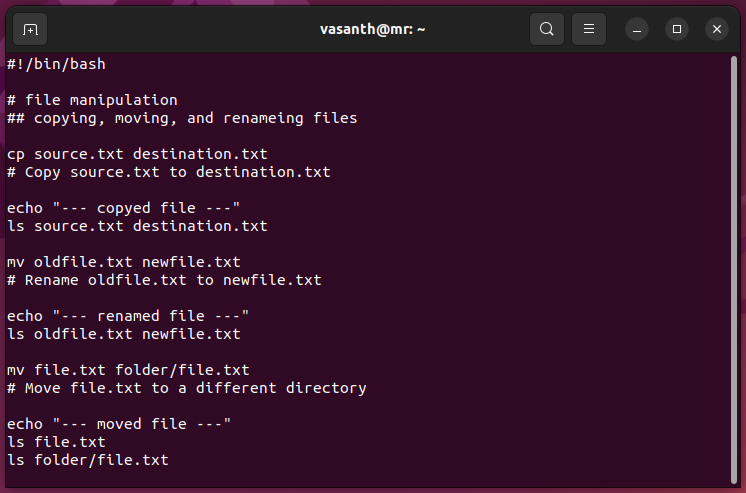 vasanth@mr: ~
#!/bin/bash
# file manipulation
## copying, moving, and renameing files
cp source.txt destination.txt
# Copy source.txt to destination.txt
echo "--- copyed file ---"
ls source.txt destination.txt
mv oldfile.txt newfile.txt
# Rename oldfile.txt to newfile.txt
echo "--- renamed file ---"
ls oldfile.txt newfile.txt
mv file.txt folder/file.txt
# Move file.txt to a different directory
echo "--- moved file ---"
ls file.txt
ls folder/file.txt